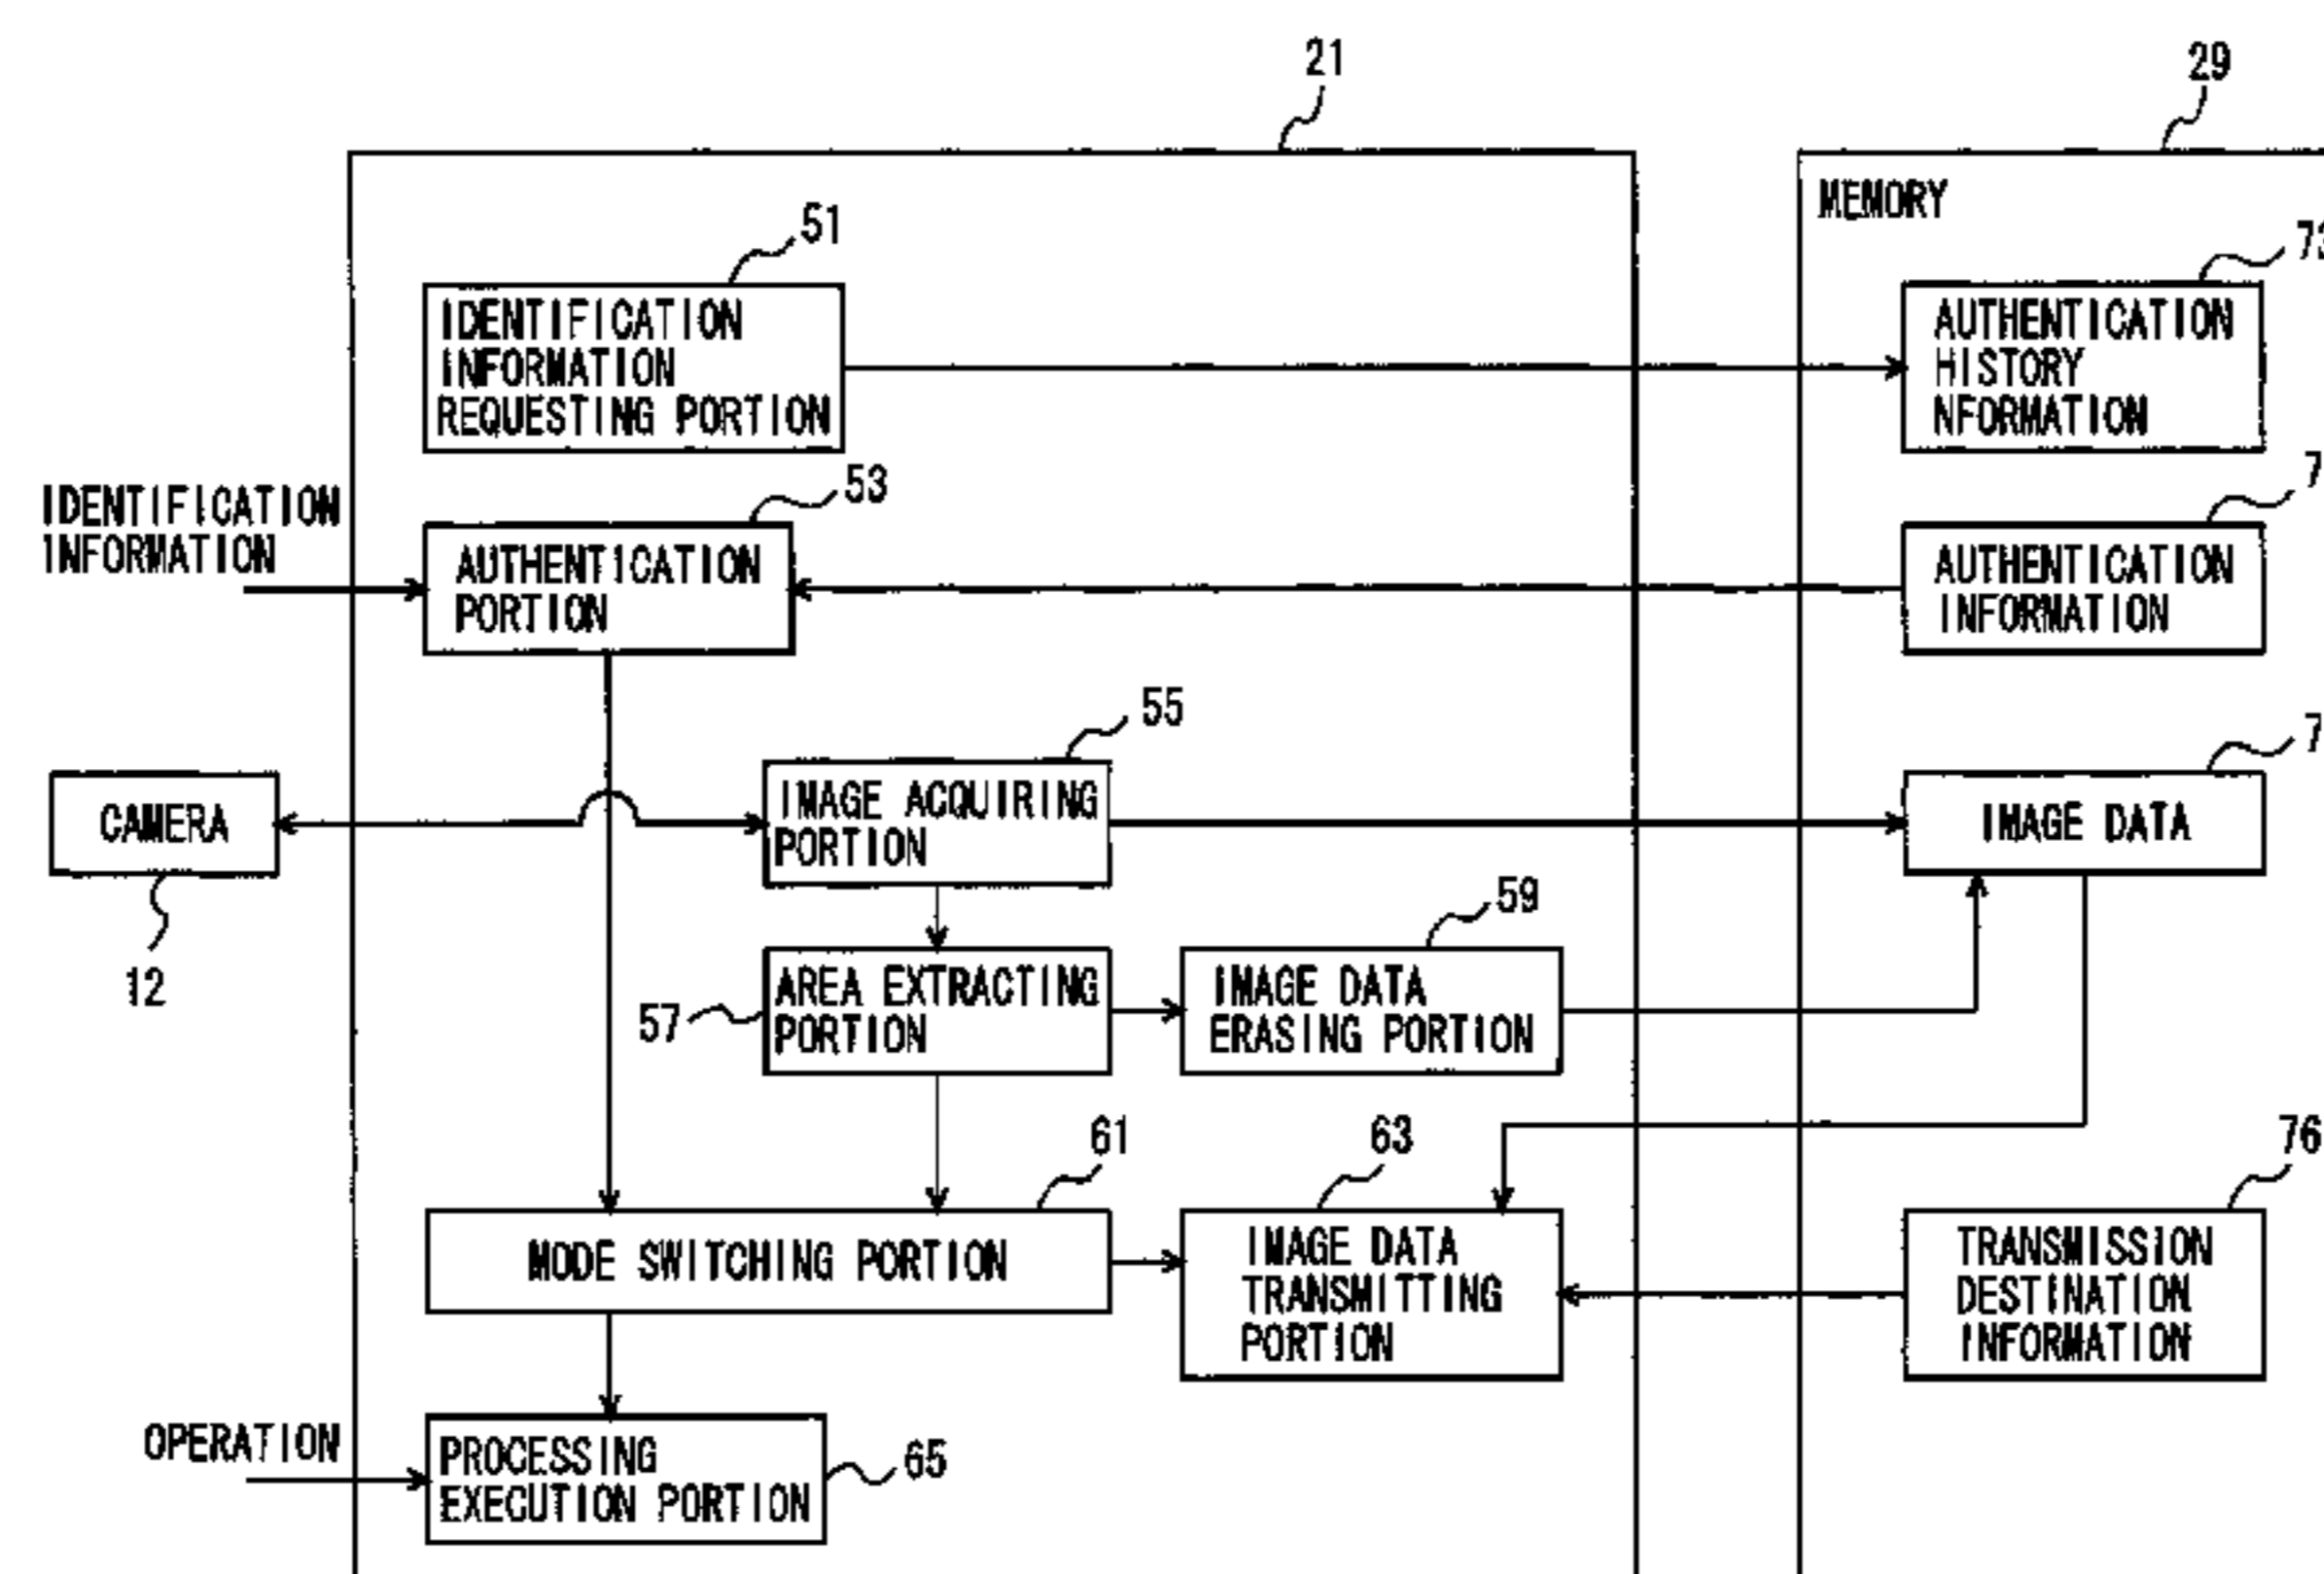 21
29
MEMORY
51
IDENTIFICATION
INFORMATION
REQUESTING PORTION
AUTHENTICATION
HISTORY
NFORMATION
IDENTIFICATION
INFORMATION
53
AUTHENTICATION
PORTION
AUTHENTICATION
INFORMATION
55
CAMERA
12
IMAGE ACQUIRING
PORTION
IMAGE DATA
57
AREA EXTRACTING
PORTION
59
IMAGE DATA
ERASING PORTION
61
MODE SWITCHING PORTION
63
IMAGE DATA
TRANSMITTING
PORTION
76
TRANSMISSION
DESTINATION
INFORMATION
OPERATION
PROCESSING
EXECUTION PORTION
65